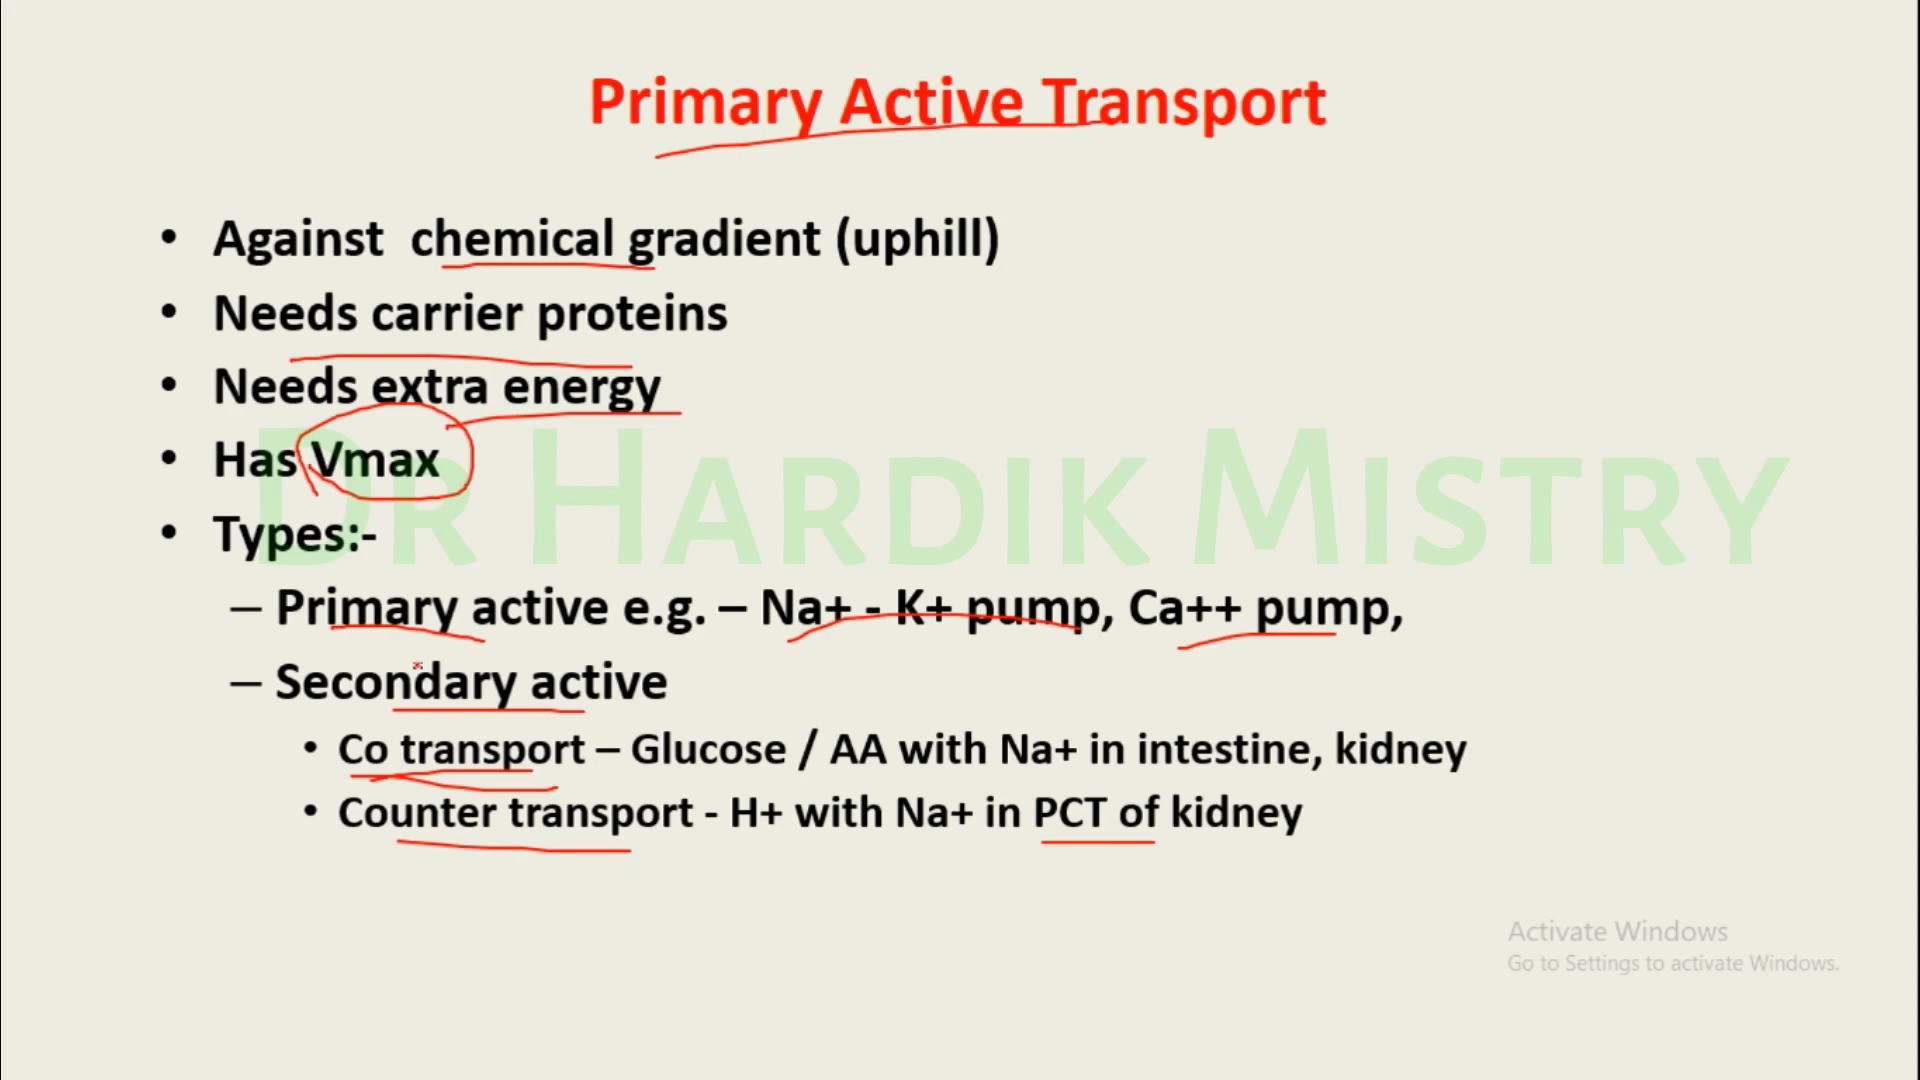 Primary Active Transport
• Against chemical gradient (uphill)
• Needs carrier proteins
• Needs extra energy
• Has Vmax
DR HARDIK MISTRY
• Types:-
– Primary active e.g. – Na+ - K+ pump, Ca++ pump,
– Secondary active
• Co transport – Glucose / AA with Na+ in intestine, kidney
• Counter transport - H+ with Na+ in PCT of kidney
Activate Windows
Go to Settings to activate Windows.